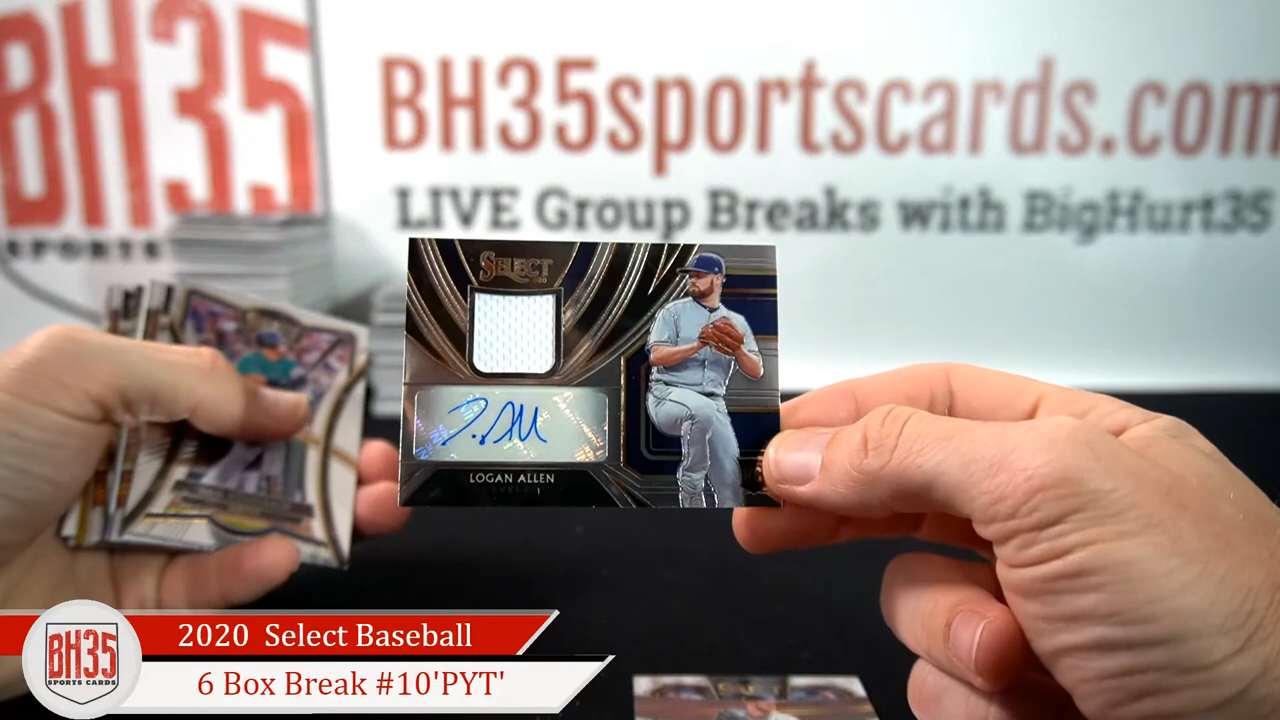 BH35
SPORTS
BH35sportscards.com
LIVE Group Breaks with BigHurt35
SELECT
LOGAN ALLEN
2020 Select Baseball
6 Box Break #10'PYT'
BH35
SPORTS CARDS